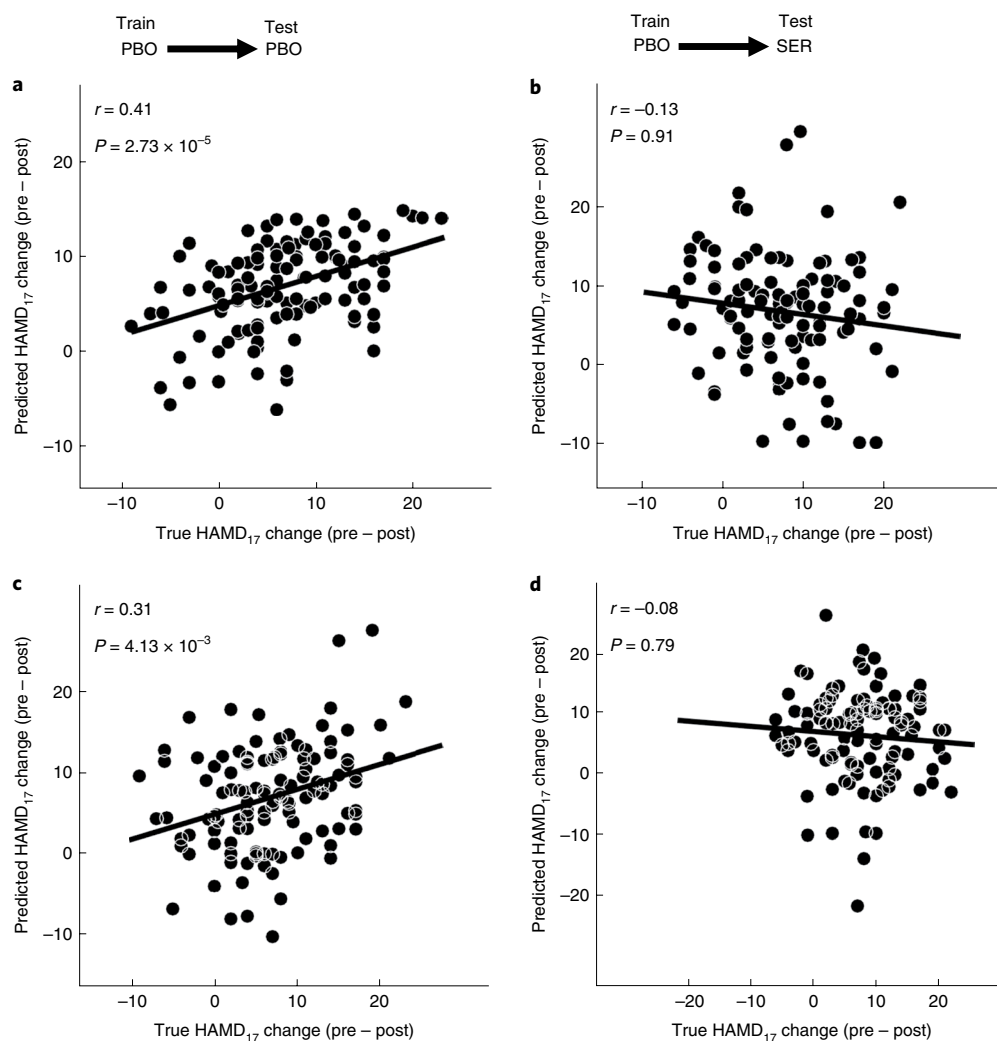 Train Test
PBO PBO
Train Test
PBO SER
a
r = 0.41
P = 2.73 × 10⁻⁵
Predicted HAMD₁₇ change (pre – post)
20
10
0
–10
–10 0 10 20
True HAMD₁₇ change (pre – post)
b
r = –0.13
P = 0.91
Predicted HAMD₁₇ change (pre – post)
20
10
0
–10
–10 0 10 20
True HAMD₁₇ change (pre – post)
c
r = 0.31
P = 4.13 × 10⁻³
Predicted HAMD₁₇ change (pre – post)
20
10
0
–10
–10 0 10 20
True HAMD₁₇ change (pre – post)
d
r = –0.08
P = 0.79
Predicted HAMD₁₇ change (pre – post)
20
10
0
–10
–20
–20 –10 0 10 20
True HAMD₁₇ change (pre – post)